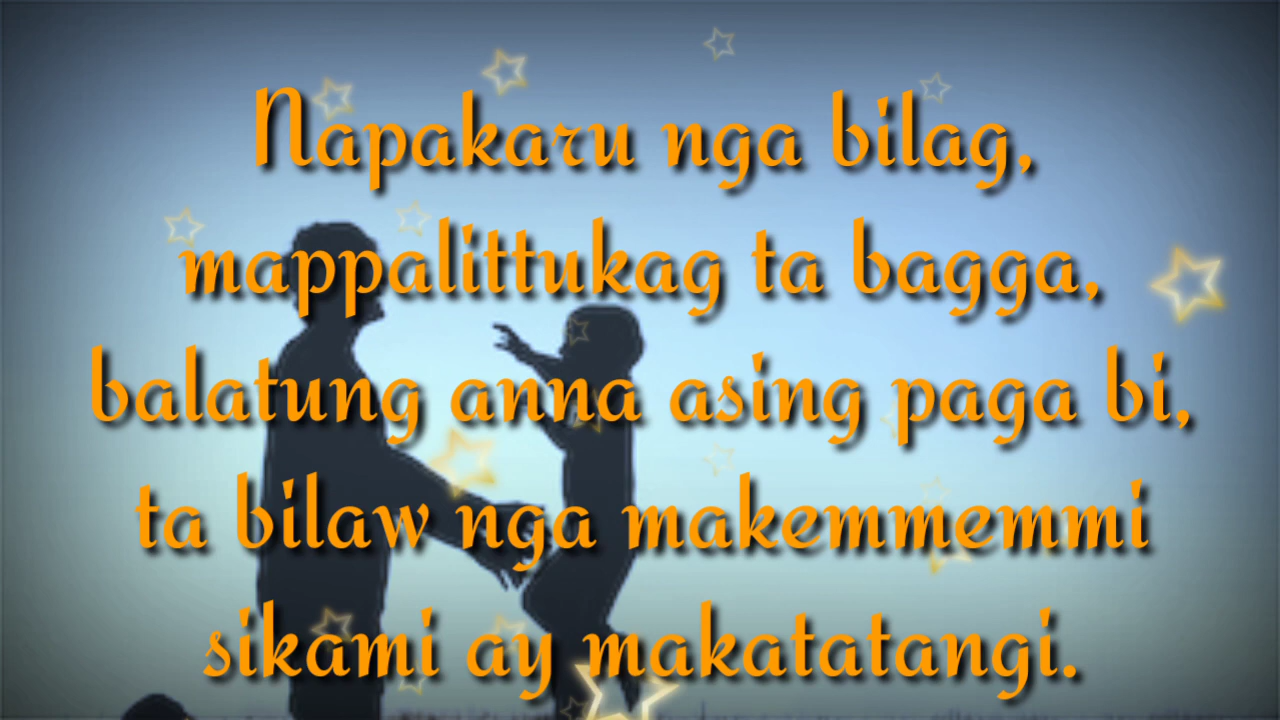 Napakaru nga bilag,
mappalittukag ta bagga,
balatung anna asing paga bi,
ta bilaw nga makemmemmi
sikami ay makatatangi.